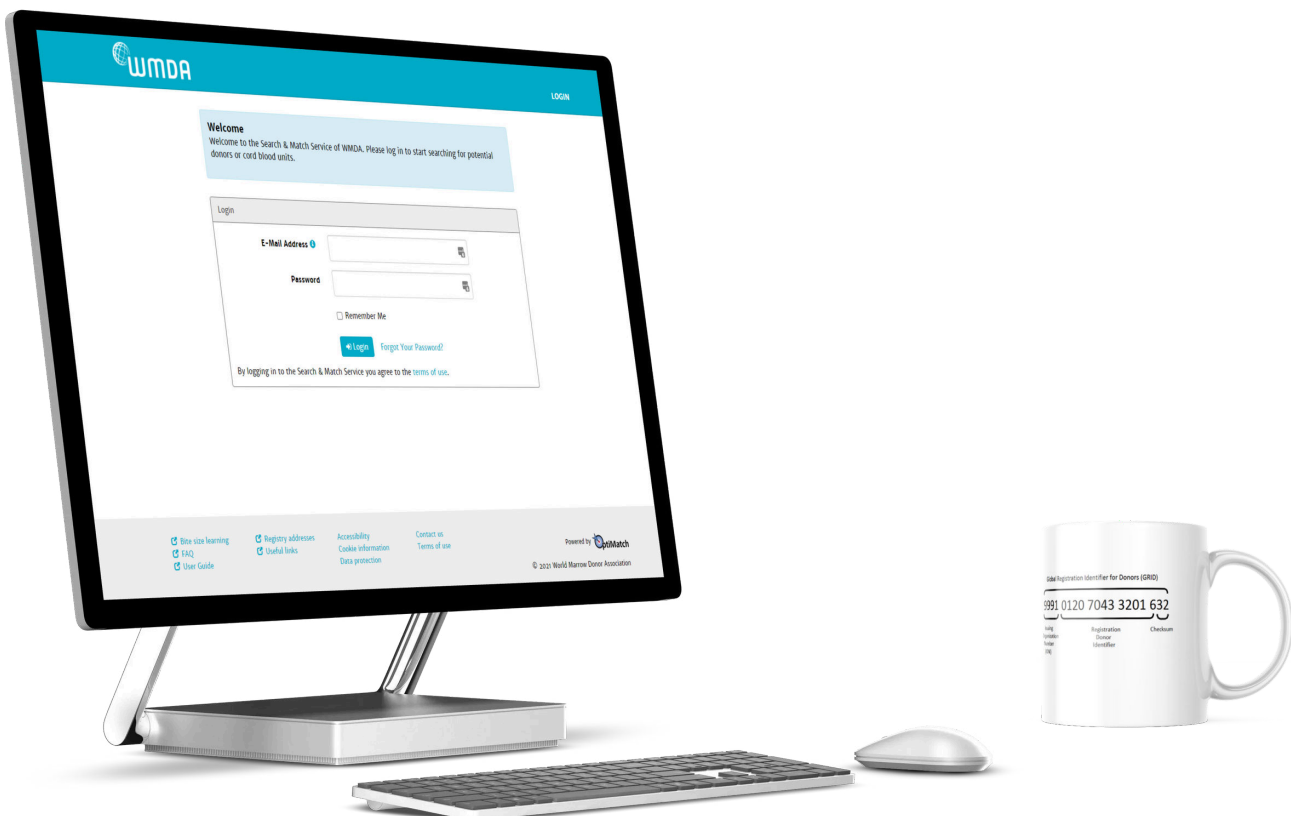 WMDA
LOGIN
Welcome
Welcome to the Search & Match Service of WMDA. Please log in to start searching for potential
donors or cord blood units.
Login
E-Mail Address
Password
Remember Me
Login Forgot Your Password?
By logging in to the Search & Match Service you agree to the terms of use.
Bite size learning
FAQ
User Guide
Registry addresses
Useful links
Accessibility
Cookie information
Data protection
Contact us
Terms of use
Powered by OptiMatch
© 2021 World Marrow Donor Association
Global Registration Identifier for Donors (GRID)
9991 0120 7043 3201 632
Registration
Donor
Identifier
Checksum